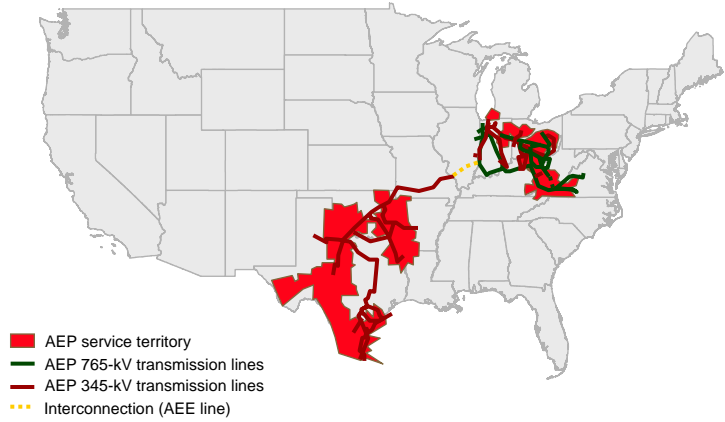 AEP service territory
AEP 765-kV transmission lines
AEP 345-kV transmission lines
Interconnection (AEE line)